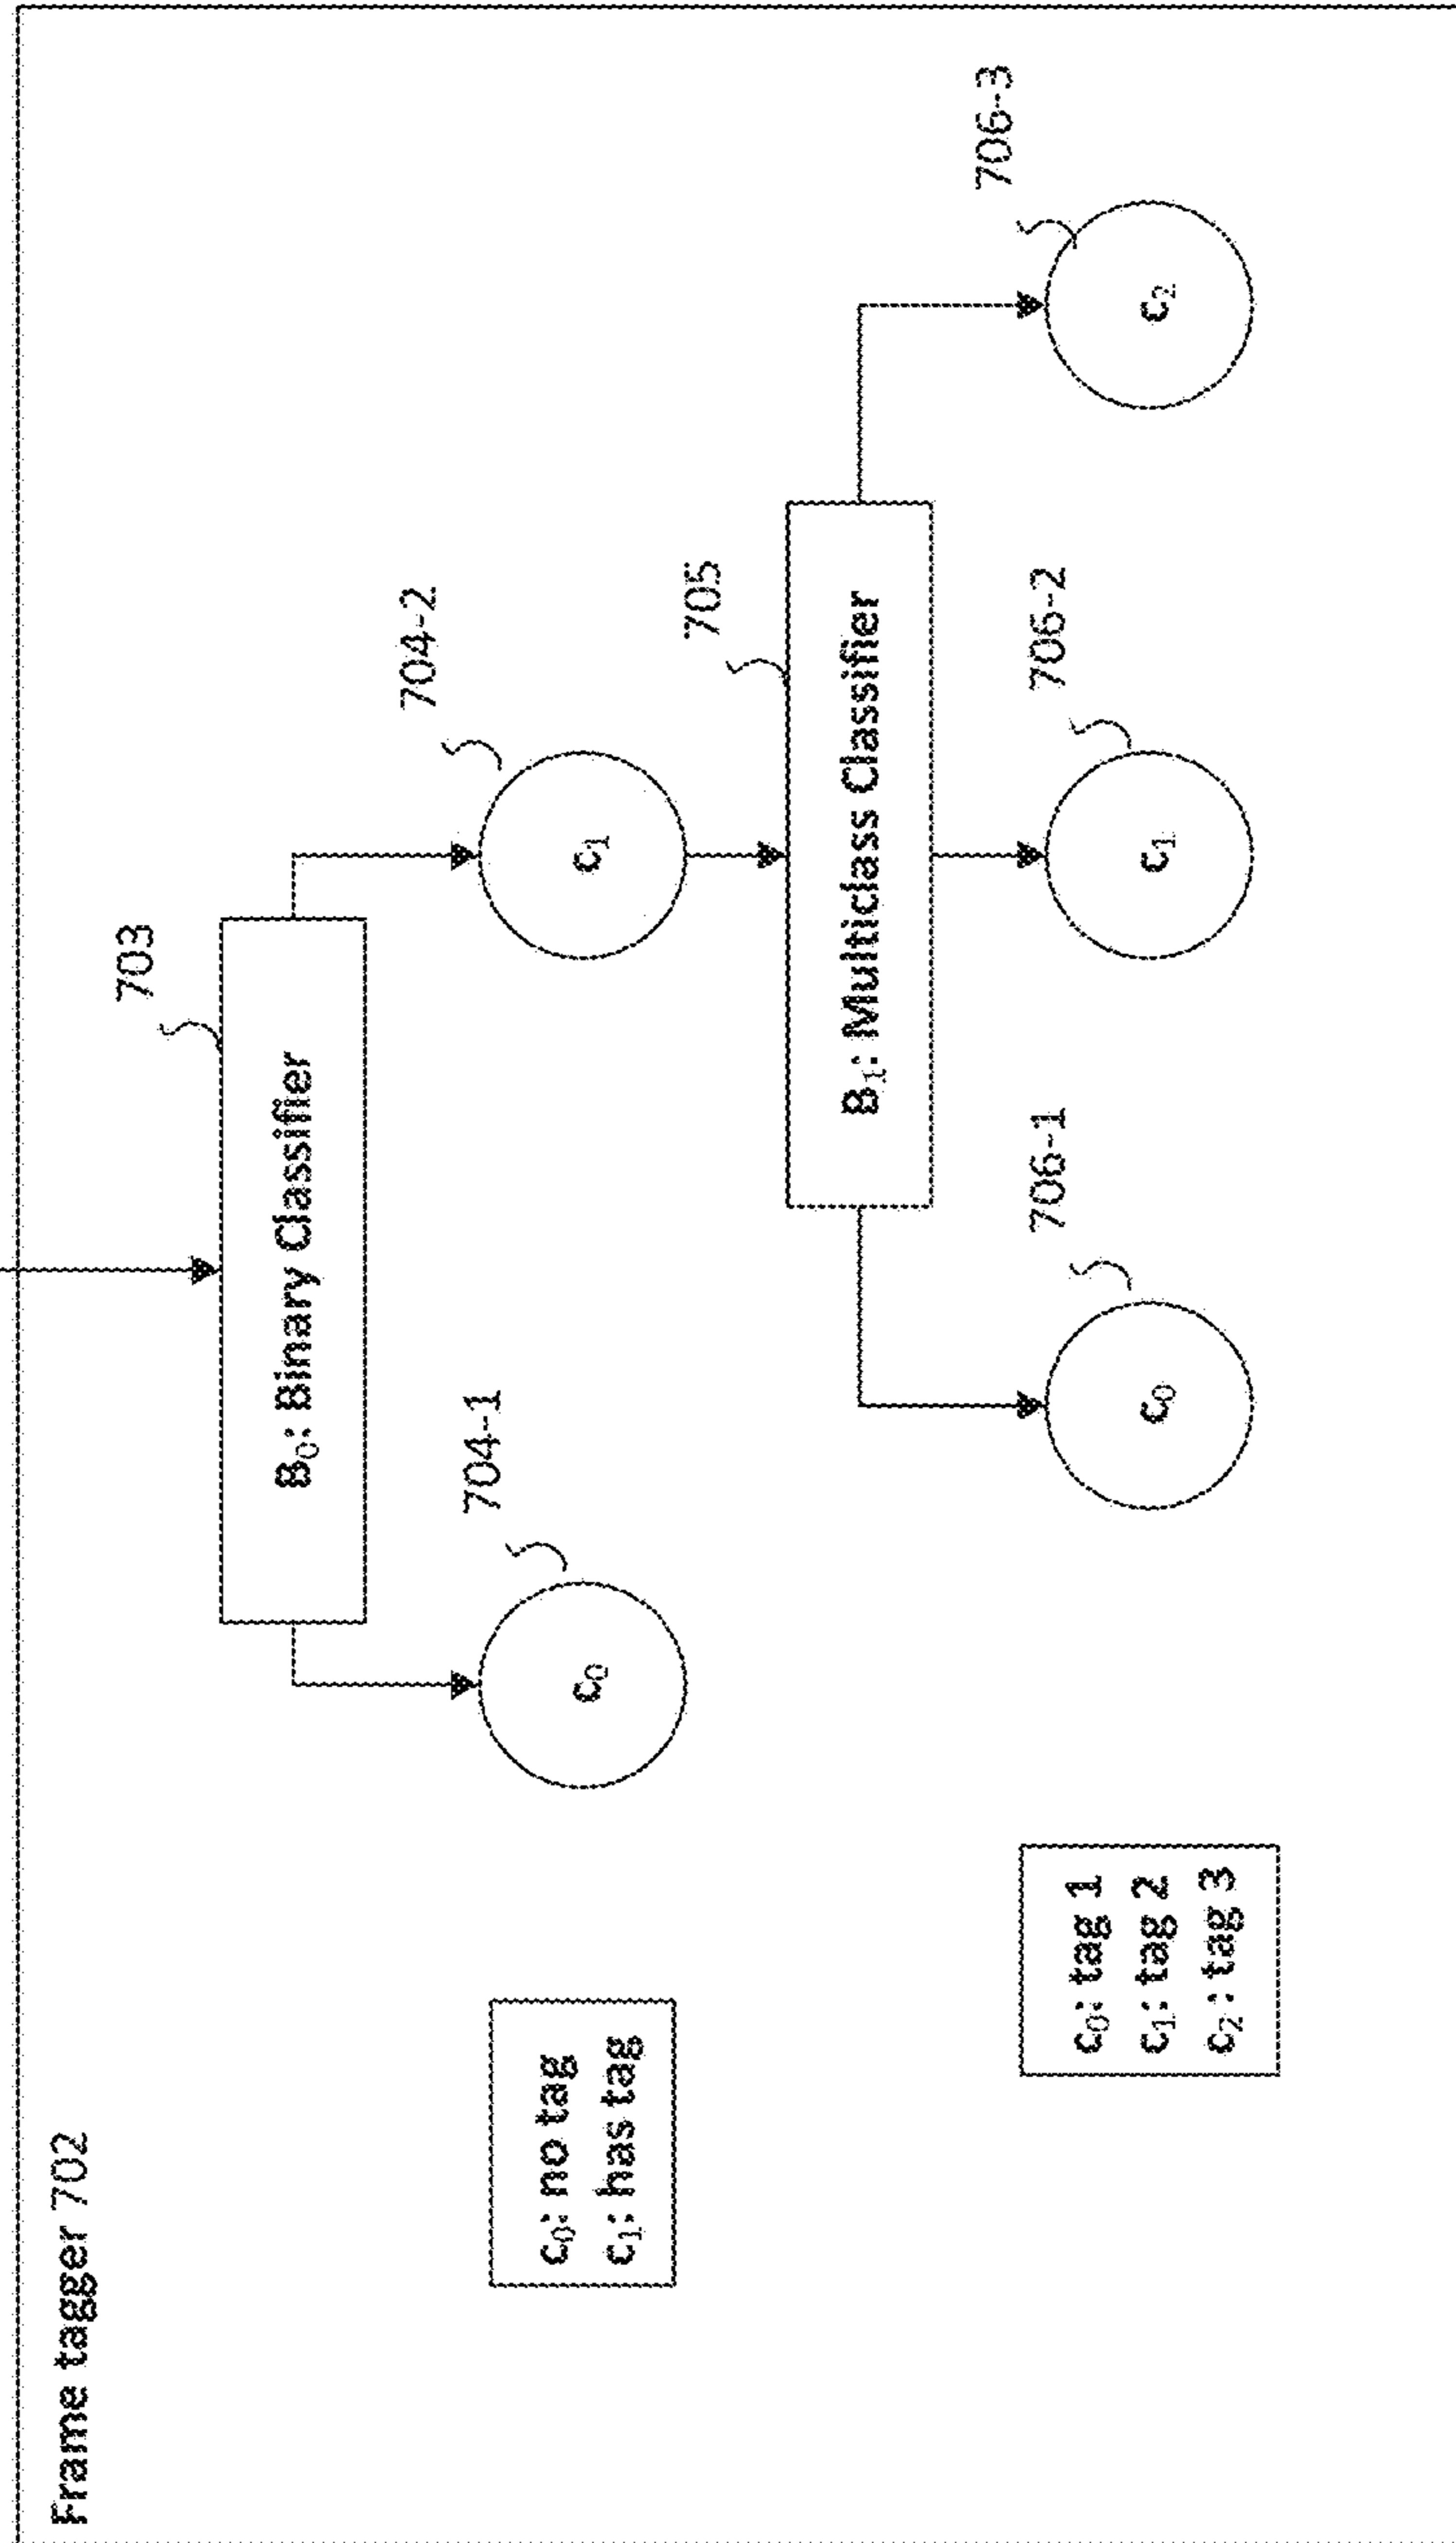 Frame tagger 702
703
B₀: Binary Classifier
704-1
704-2
c₀
c₁
c₀: no tag
c₁: has tag
705
B₁: Multiclass Classifier
706-1
706-2
706-3
c₀
c₁
c₂
c₀: tag 1
c₁: tag 2
c₂: tag 3